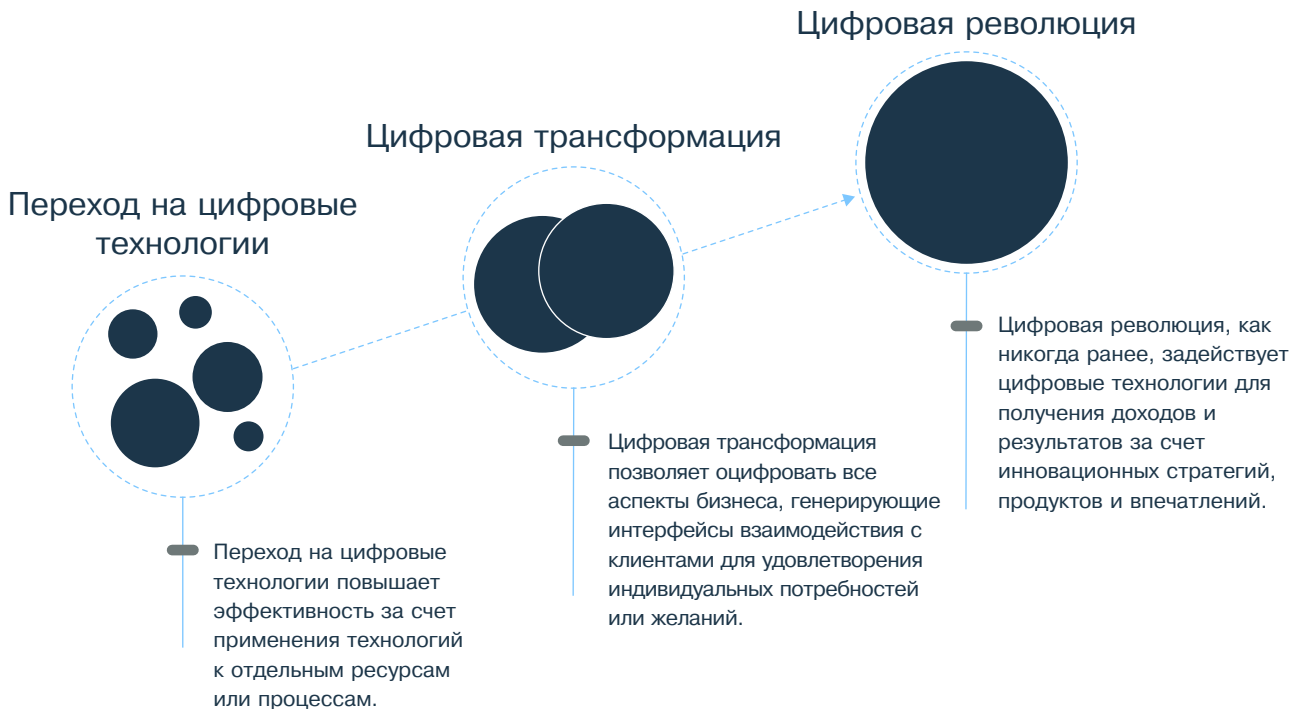 Переход на цифровые
технологии
Переход на цифровые
технологии повышает
эффективность за счет
применения технологий
к отдельным ресурсам
или процессам.
Цифровая трансформация
Цифровая трансформация
позволяет оцифровать все
аспекты бизнеса, генерирующие
интерфейсы взаимодействия с
клиентами для удовлетворения
индивидуальных потребностей
или желаний.
Цифровая революция
Цифровая революция, как
никогда ранее, задействует
цифровые технологии для
получения доходов и
результатов за счет
инновационных стратегий,
продуктов и впечатлений.